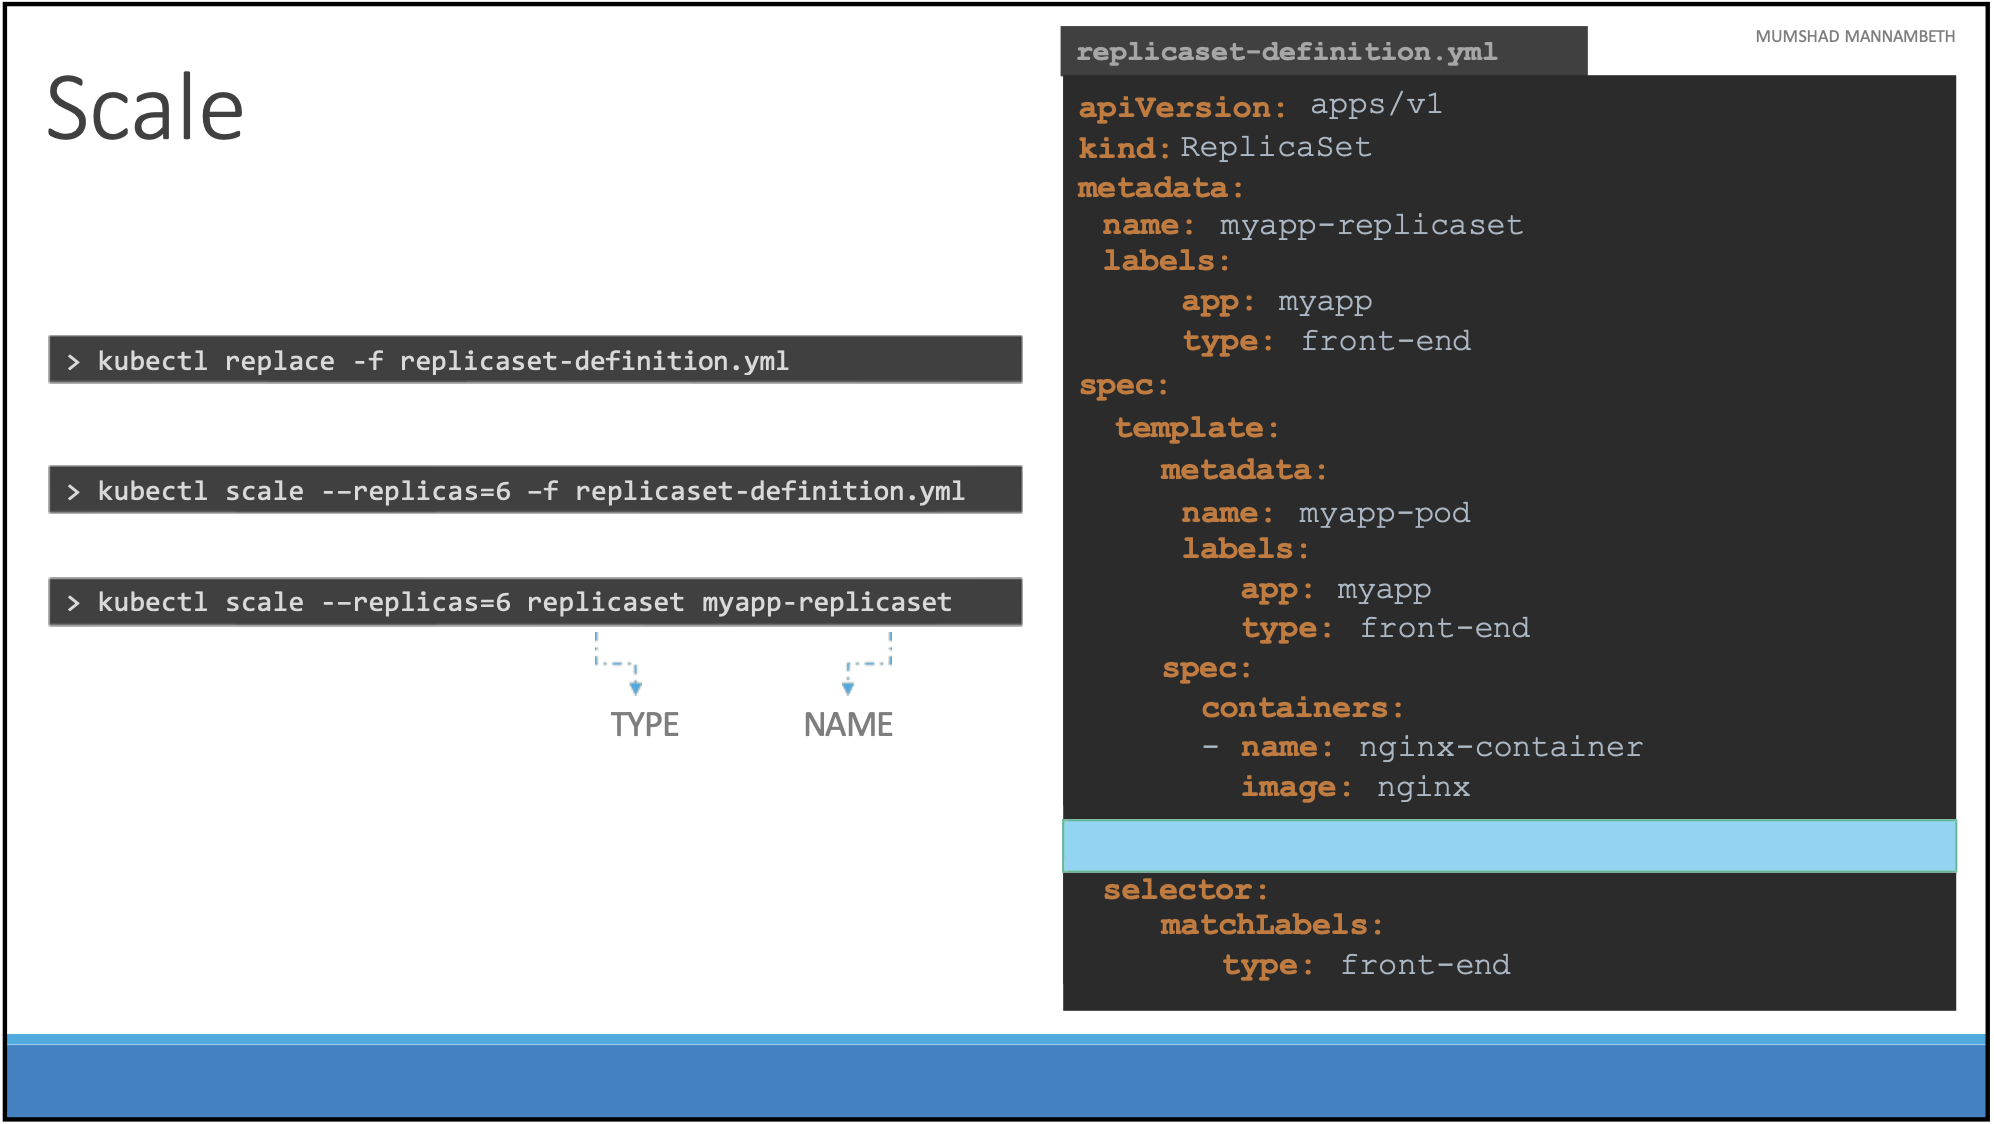 MUMSHAD MANNAMBETH
Scale
> kubectl replace -f replicaset-definition.yml
> kubectl scale --replicas=6 –f replicaset-definition.yml
> kubectl scale --replicas=6 replicaset myapp-replicaset
TYPE NAME
replicaset-definition.yml
apiVersion: apps/v1
kind: ReplicaSet
metadata:
name: myapp-replicaset
labels:
app: myapp
type: front-end
spec:
template:
metadata:
name: myapp-pod
labels:
app: myapp
type: front-end
spec:
containers:
- name: nginx-container
image: nginx
selector:
matchLabels:
type: front-end